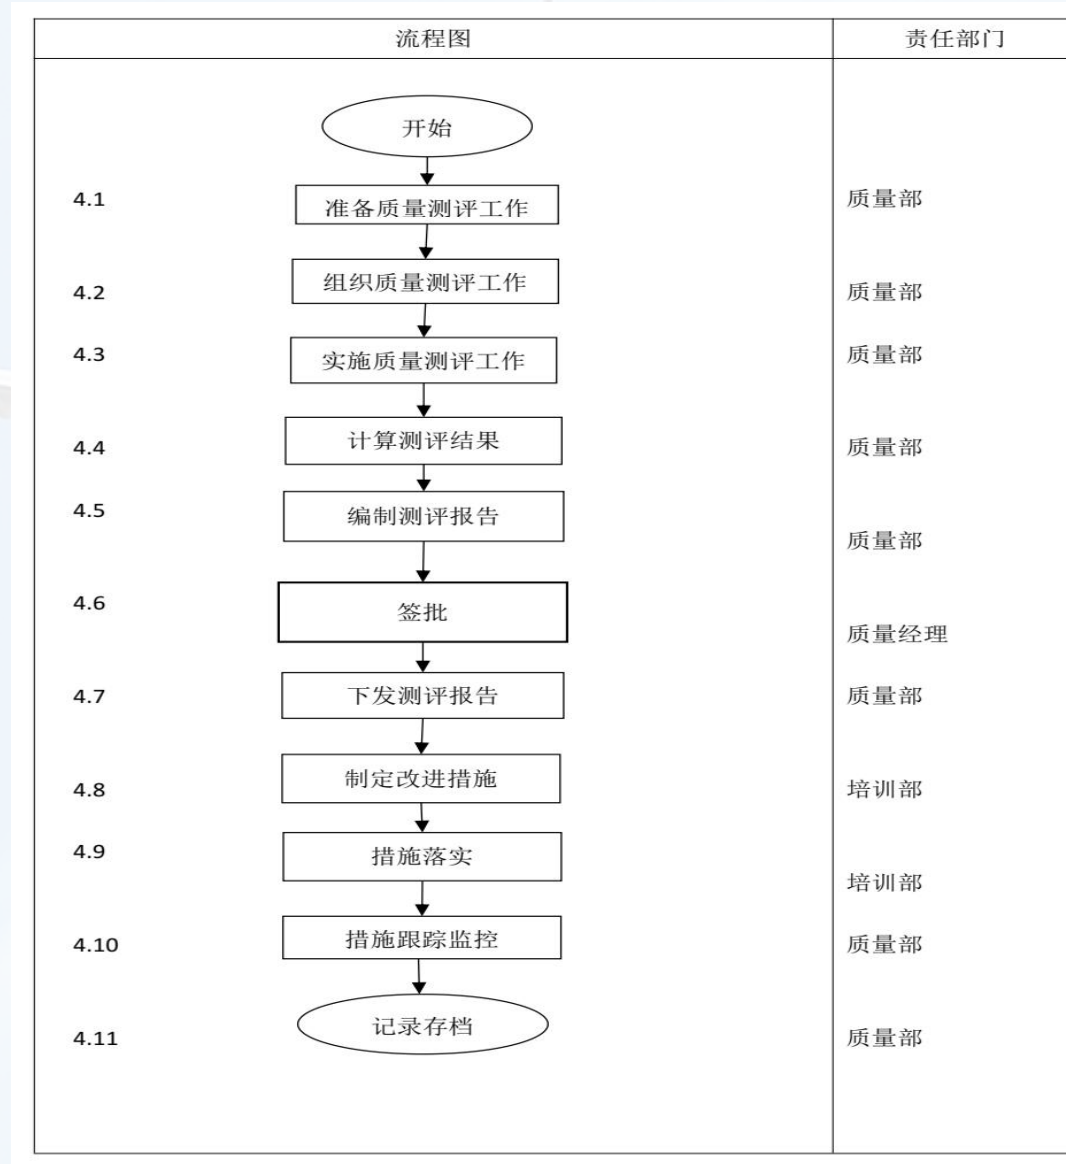 流程图 责任部门
开始
4.1 准备质量测评工作 质量部
4.2 组织质量测评工作 质量部
4.3 实施质量测评工作 质量部
4.4 计算测评结果 质量部
4.5 编制测评报告 质量部
4.6 签批 质量经理
4.7 下发测评报告 质量部
4.8 制定改进措施 培训部
4.9 措施落实 培训部
4.10 措施跟踪监控 质量部
4.11 记录存档 质量部